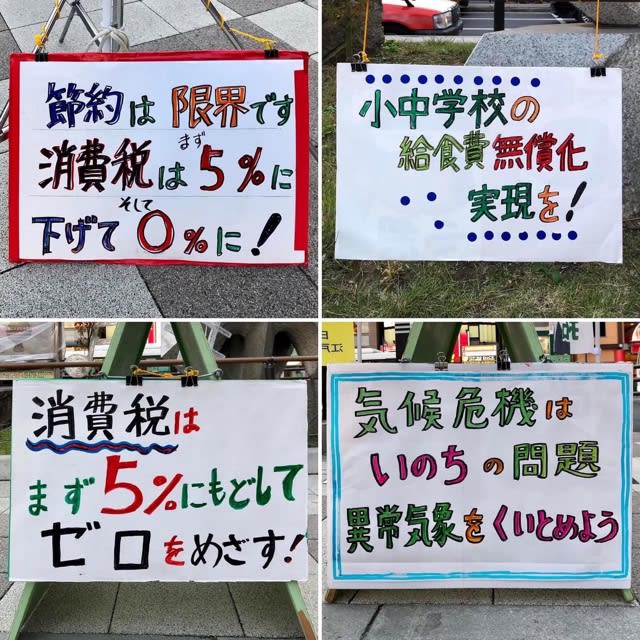 節約は 限界です
まず
消費税は5%に
そして
下げて0%に!
小中学校の
給食費無償化
実現を!
消費税は
まず5%にもどして
ゼロをめざす!
気候危機は
いのちの問題
異常気象をくいとめよう